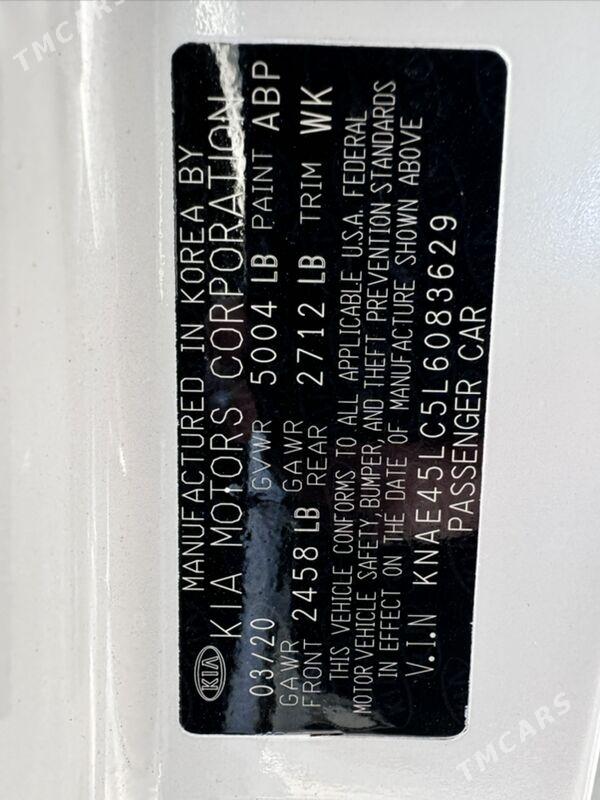 TMCARS
MANUFACTURED IN KOREA BY
KIA KIA MOTORS CORPORATION
03/20 GVWR 5004 LB PAINT ABP
GAWR FRONT 2458 LB GAWR REAR 2712 LB TRIM WK
THIS VEHICLE CONFORMS TO ALL APPLICABLE U.S.A. FEDERAL
MOTOR VEHICLE SAFETY, BUMPER, AND THEFT PREVENTION STANDARDS
IN EFFECT ON THE DATE OF MANUFACTURE SHOWN ABOVE
V.I.N KNAE45LC5L6083629
PASSENGER CAR
TMCARS